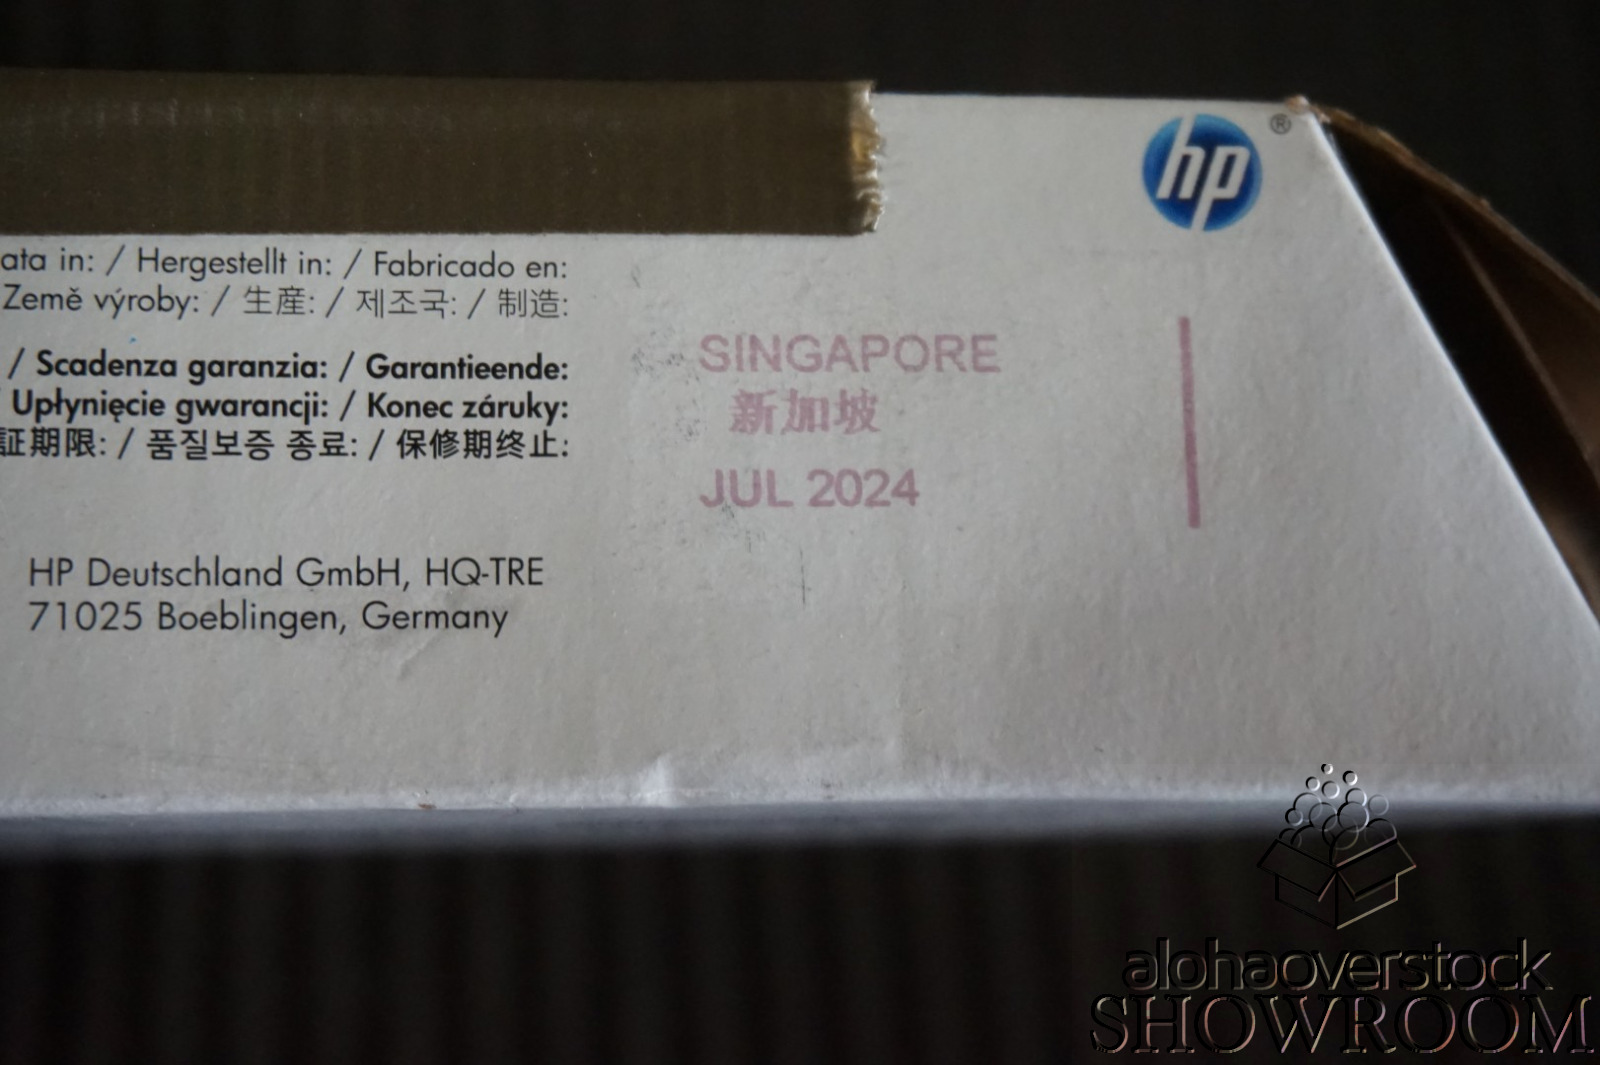 hp®
ata in: / Hergestellt in: / Fabricado en:
Země výroby: / 生産: / 제조국: / 制造:
SINGAPORE
新加坡
/ Scadenza garanzia: / Garantieende:
Upłynięcie gwarancji: / Konec záruky:
証期限: / 품질보증 종료: / 保修期终止:
JUL 2024
HP Deutschland GmbH, HQ-TRE
71025 Boeblingen, Germany
alohaoverstock
SHOWROOM